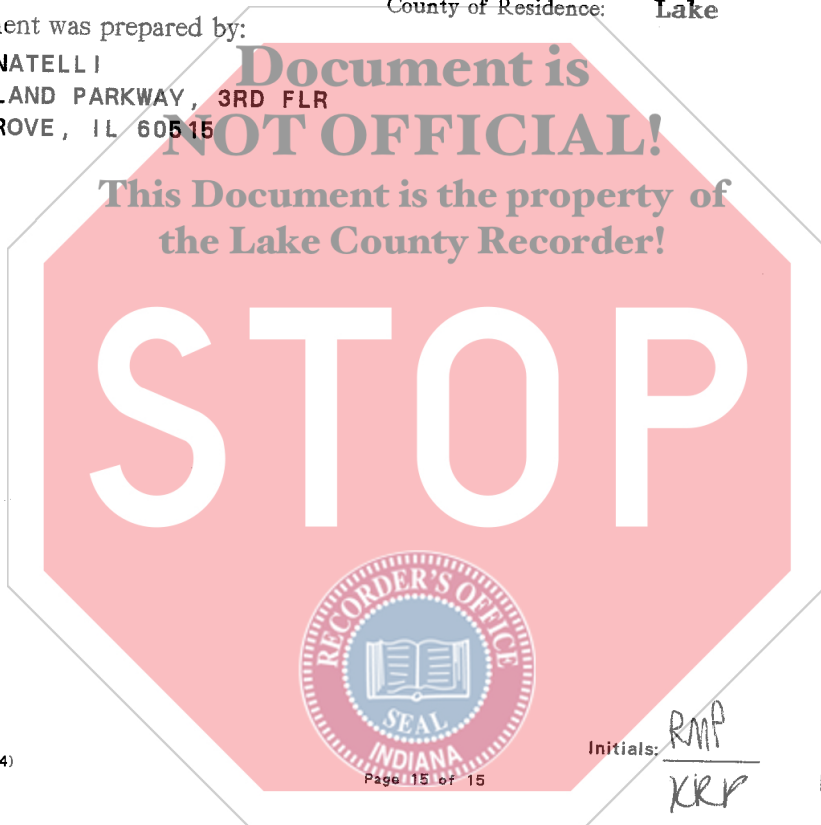 County of Residence: Lake
ent was prepared by:
NATELLI
LAND PARKWAY, 3RD FLR
ROVE, IL 60515
Document is
NOT OFFICIAL!
This Document is the property of
the Lake County Recorder!
STOP
RECORDER'S OFFICE
SEAL
INDIANA
Initials: RMP
KRP
4)
Page 15 of 15